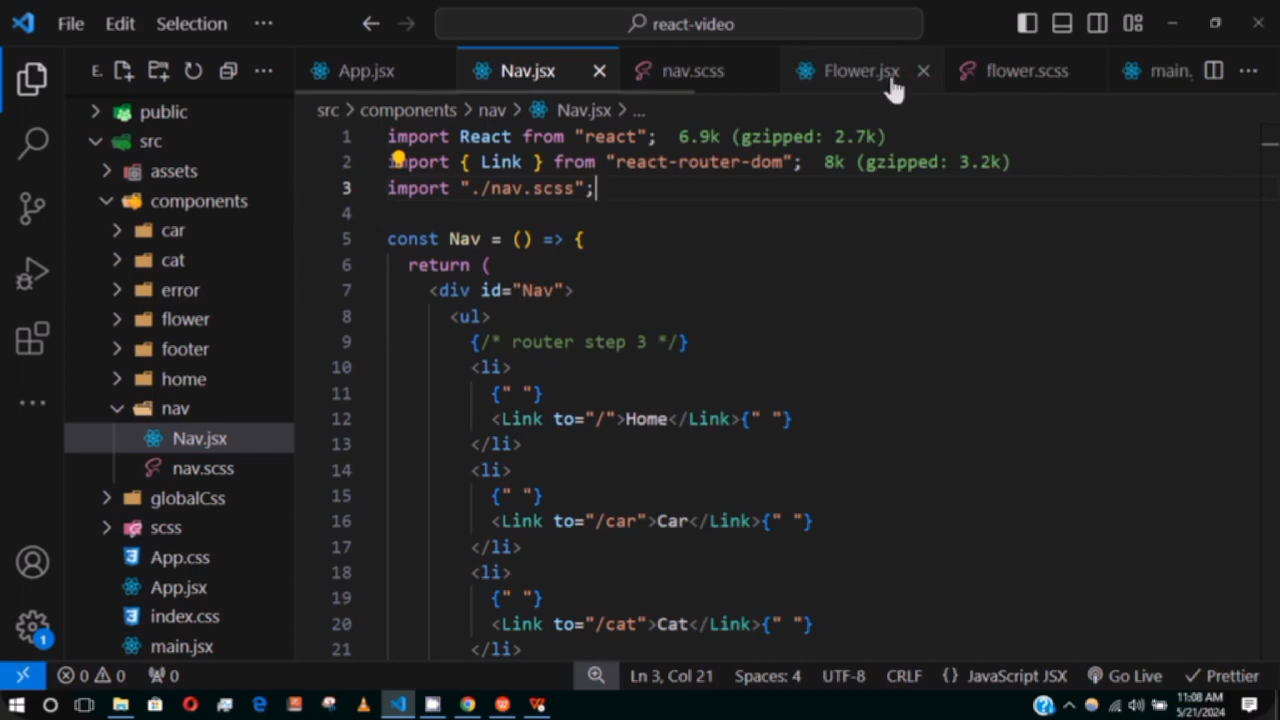 File Edit Selection ··· react-video
E. ··· App.jsx Nav.jsx nav.scss Flower.jsx flower.scss main. ···
public
src
assets
components
car
cat
error
flower
footer
home
nav
Nav.jsx
nav.scss
globalCss
scss
App.css
App.jsx
index.css
main.jsx
src > components > nav > Nav.jsx > ...
1 import React from "react"; 6.9k (gzipped: 2.7k)
2 import { Link } from "react-router-dom"; 8k (gzipped: 3.2k)
3 import "./nav.scss";
4
5 const Nav = () => {
6 return (
7 <div id="Nav">
8 <ul>
9 {/* router step 3 */}
10 <li>
11 {" "}
12 <Link to="/">Home</Link>{" "}
13 </li>
14 <li>
15 {" "}
16 <Link to="/car">Car</Link>{" "}
17 </li>
18 <li>
19 {" "}
20 <Link to="/cat">Cat</Link>{" "}
21 </li>
1
0 0 0 Ln 3, Col 21 Spaces: 4 UTF-8 CRLF {} JavaScript JSX Go Live Prettier
11:08 AM
5/21/2024